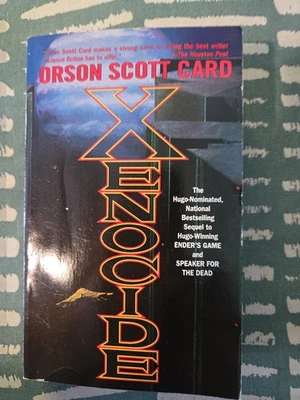 "Orson Scott Card makes a strong case for being the best writer
science fiction has to offer." —The Houston Post
ORSON SCOTT CARD
XENOCIDE
The
Hugo-Nominated,
National
Bestselling
Sequel to
Hugo-Winning
ENDER'S GAME
and
SPEAKER FOR
THE DEAD